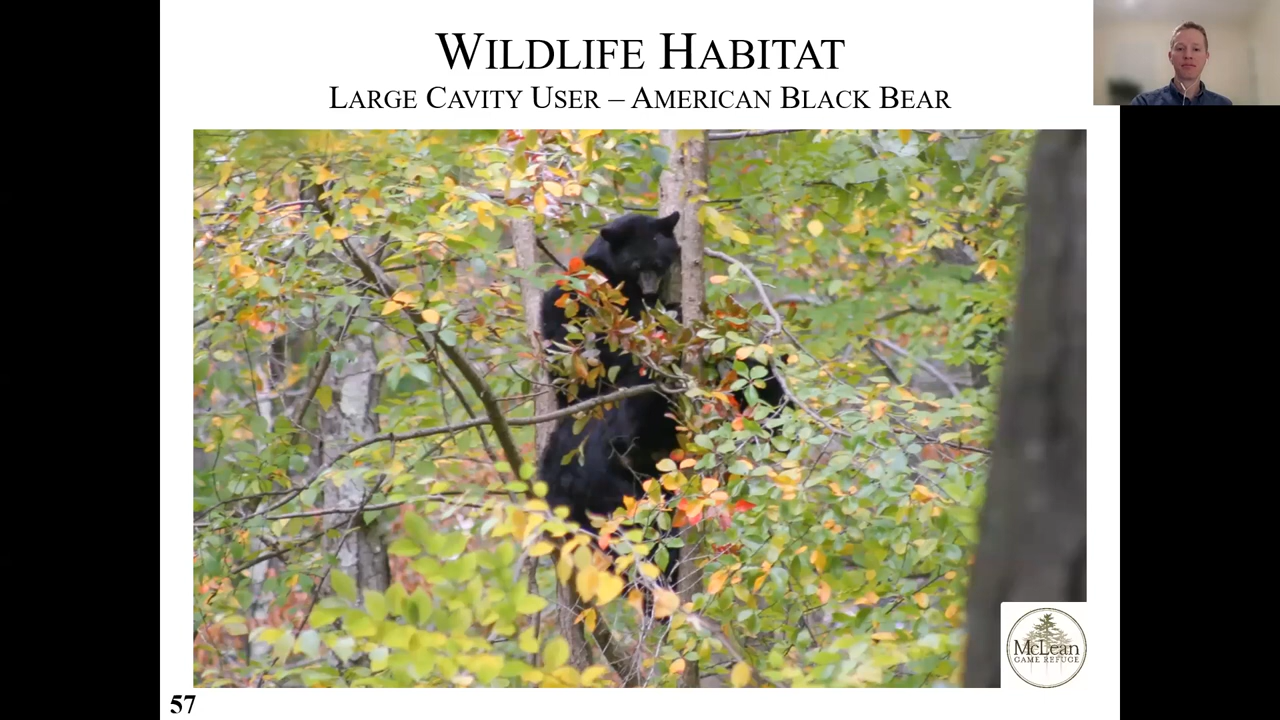 WILDLIFE HABITAT
LARGE CAVITY USER – AMERICAN BLACK BEAR
McLean
GAME REFUGE
57